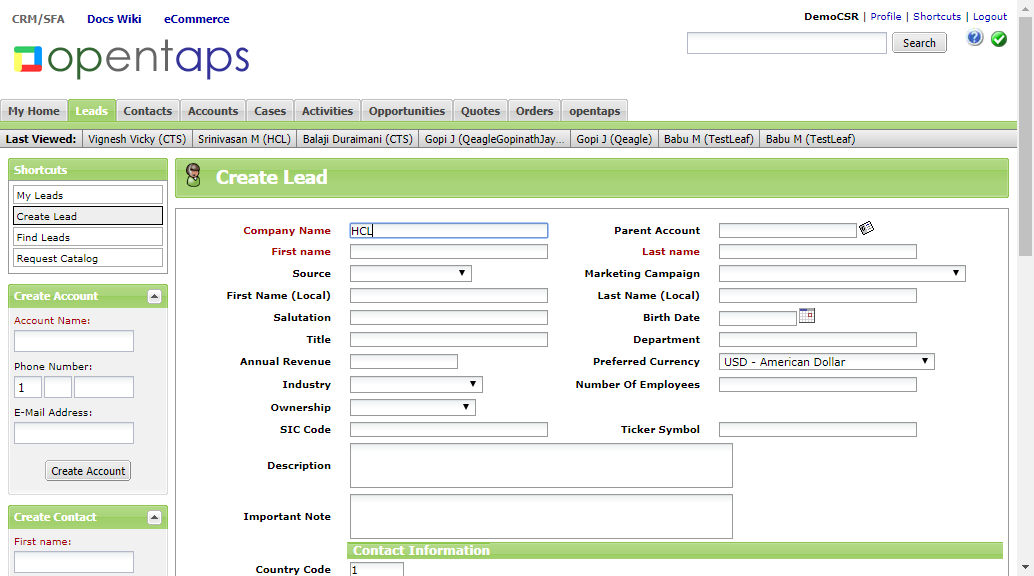 CRM/SFA Docs Wiki eCommerce
DemoCSR | Profile | Shortcuts | Logout
opentaps
Search
My Home Leads Contacts Accounts Cases Activities Opportunities Quotes Orders opentaps
Last Viewed: Vignesh Vicky (CTS) Srinivasan M (HCL) Balaji Duraimani (CTS) Gopi J (QeagleGopinathJay... Gopi J (Qeagle) Babu M (TestLeaf) Babu M (TestLeaf)
Shortcuts
My Leads
Create Lead
Find Leads
Request Catalog
Create Account
Account Name:
Phone Number:
1
E-Mail Address:
Create Account
Create Contact
First name:
Create Lead
Company Name HCL Parent Account
First name Last name
Source Marketing Campaign
First Name (Local) Last Name (Local)
Salutation Birth Date
Title Department
Annual Revenue Preferred Currency USD - American Dollar
Industry Number Of Employees
Ownership
SIC Code Ticker Symbol
Description
Important Note
Contact Information
Country Code 1